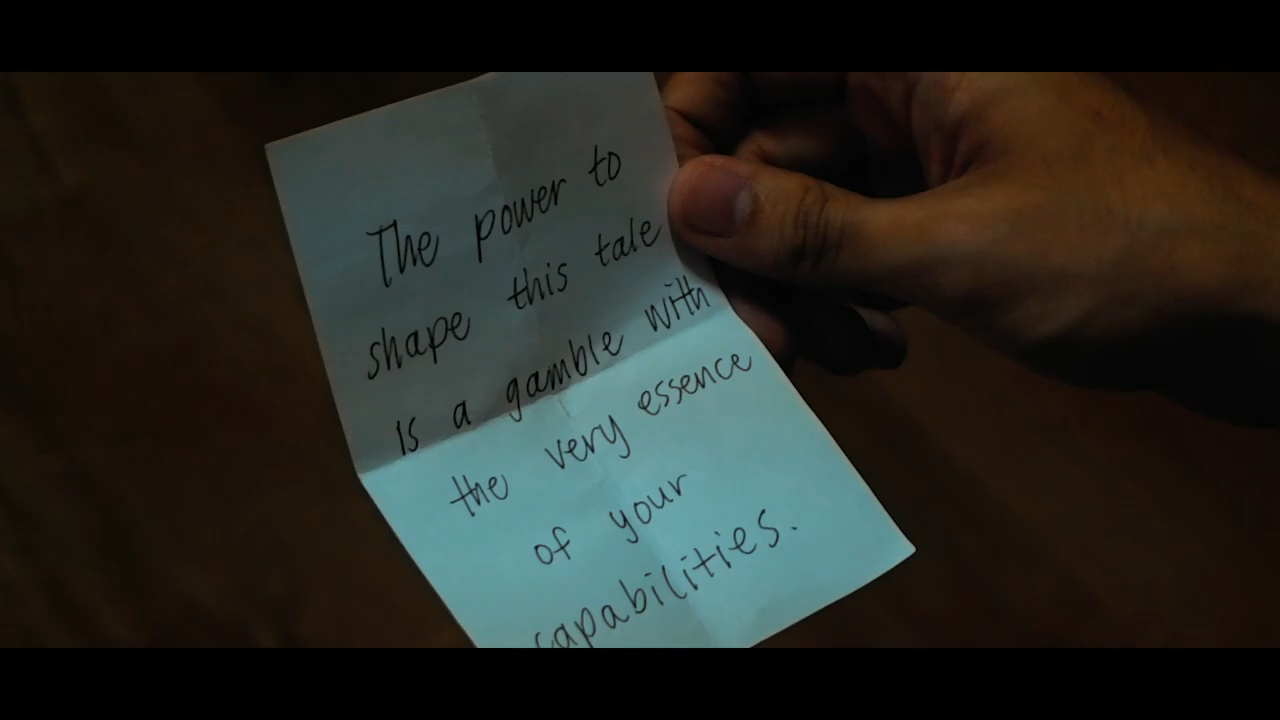 The power to
shape this tale
Is a gamble with
the very essence
of your
capabilities.